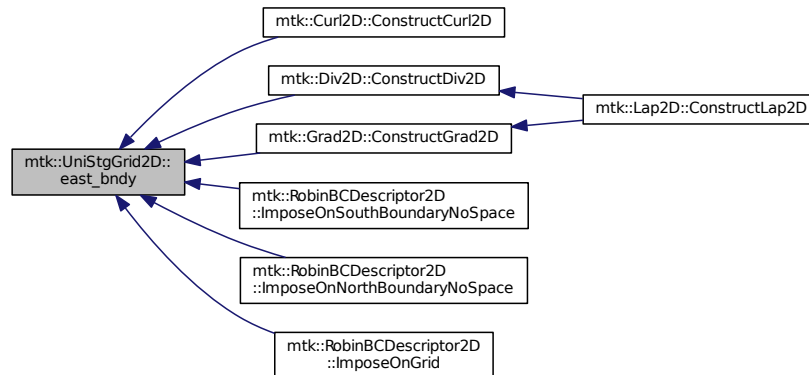 mtk::Curl2D::ConstructCurl2D
mtk::Div2D::ConstructDiv2D
mtk::Lap2D::ConstructLap2D
mtk::Grad2D::ConstructGrad2D
mtk::UniStgGrid2D::
east_bndy
mtk::RobinBCDescriptor2D
::ImposeOnSouthBoundaryNoSpace
mtk::RobinBCDescriptor2D
::ImposeOnNorthBoundaryNoSpace
mtk::RobinBCDescriptor2D
::ImposeOnGrid